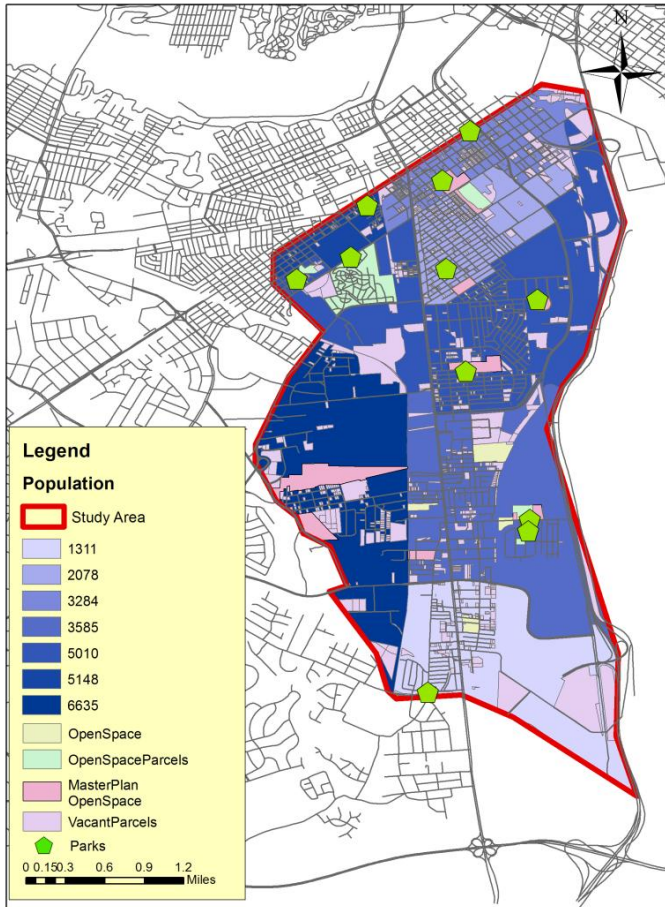 N
Legend
Population
Study Area
1311
2078
3284
3585
5010
5148
6635
OpenSpace
OpenSpaceParcels
MasterPlan
OpenSpace
VacantParcels
Parks
0 0.150.3 0.6 0.9 1.2
Miles